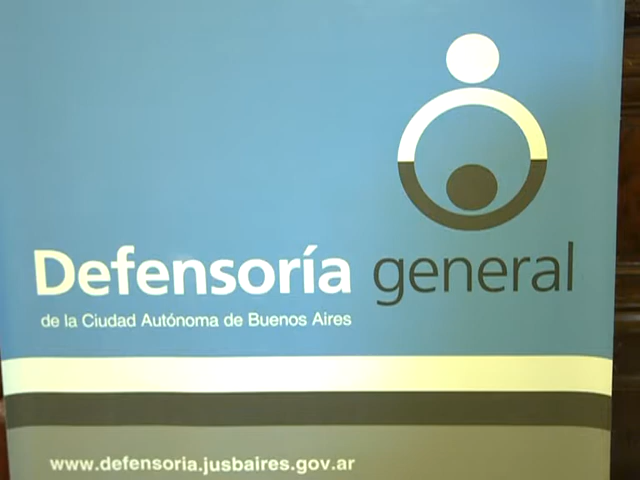 Defensoría general
de la Ciudad Autónoma de Buenos Aires
www.defensoria.jusbaires.gov.ar